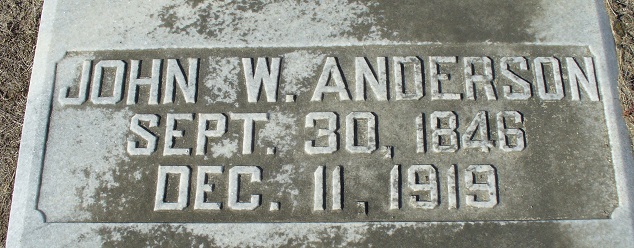 JOHN W. ANDERSON
SEPT. 30, 1846
DEC. 11, 1919